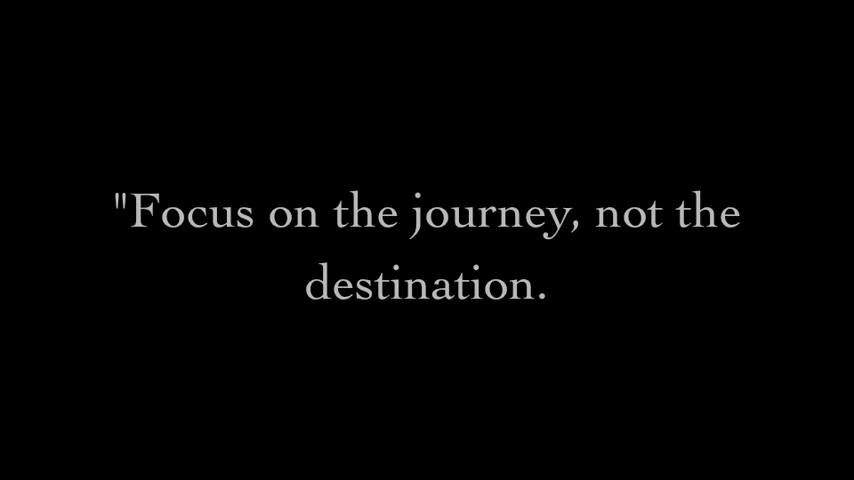 "Focus on the journey, not the
destination.